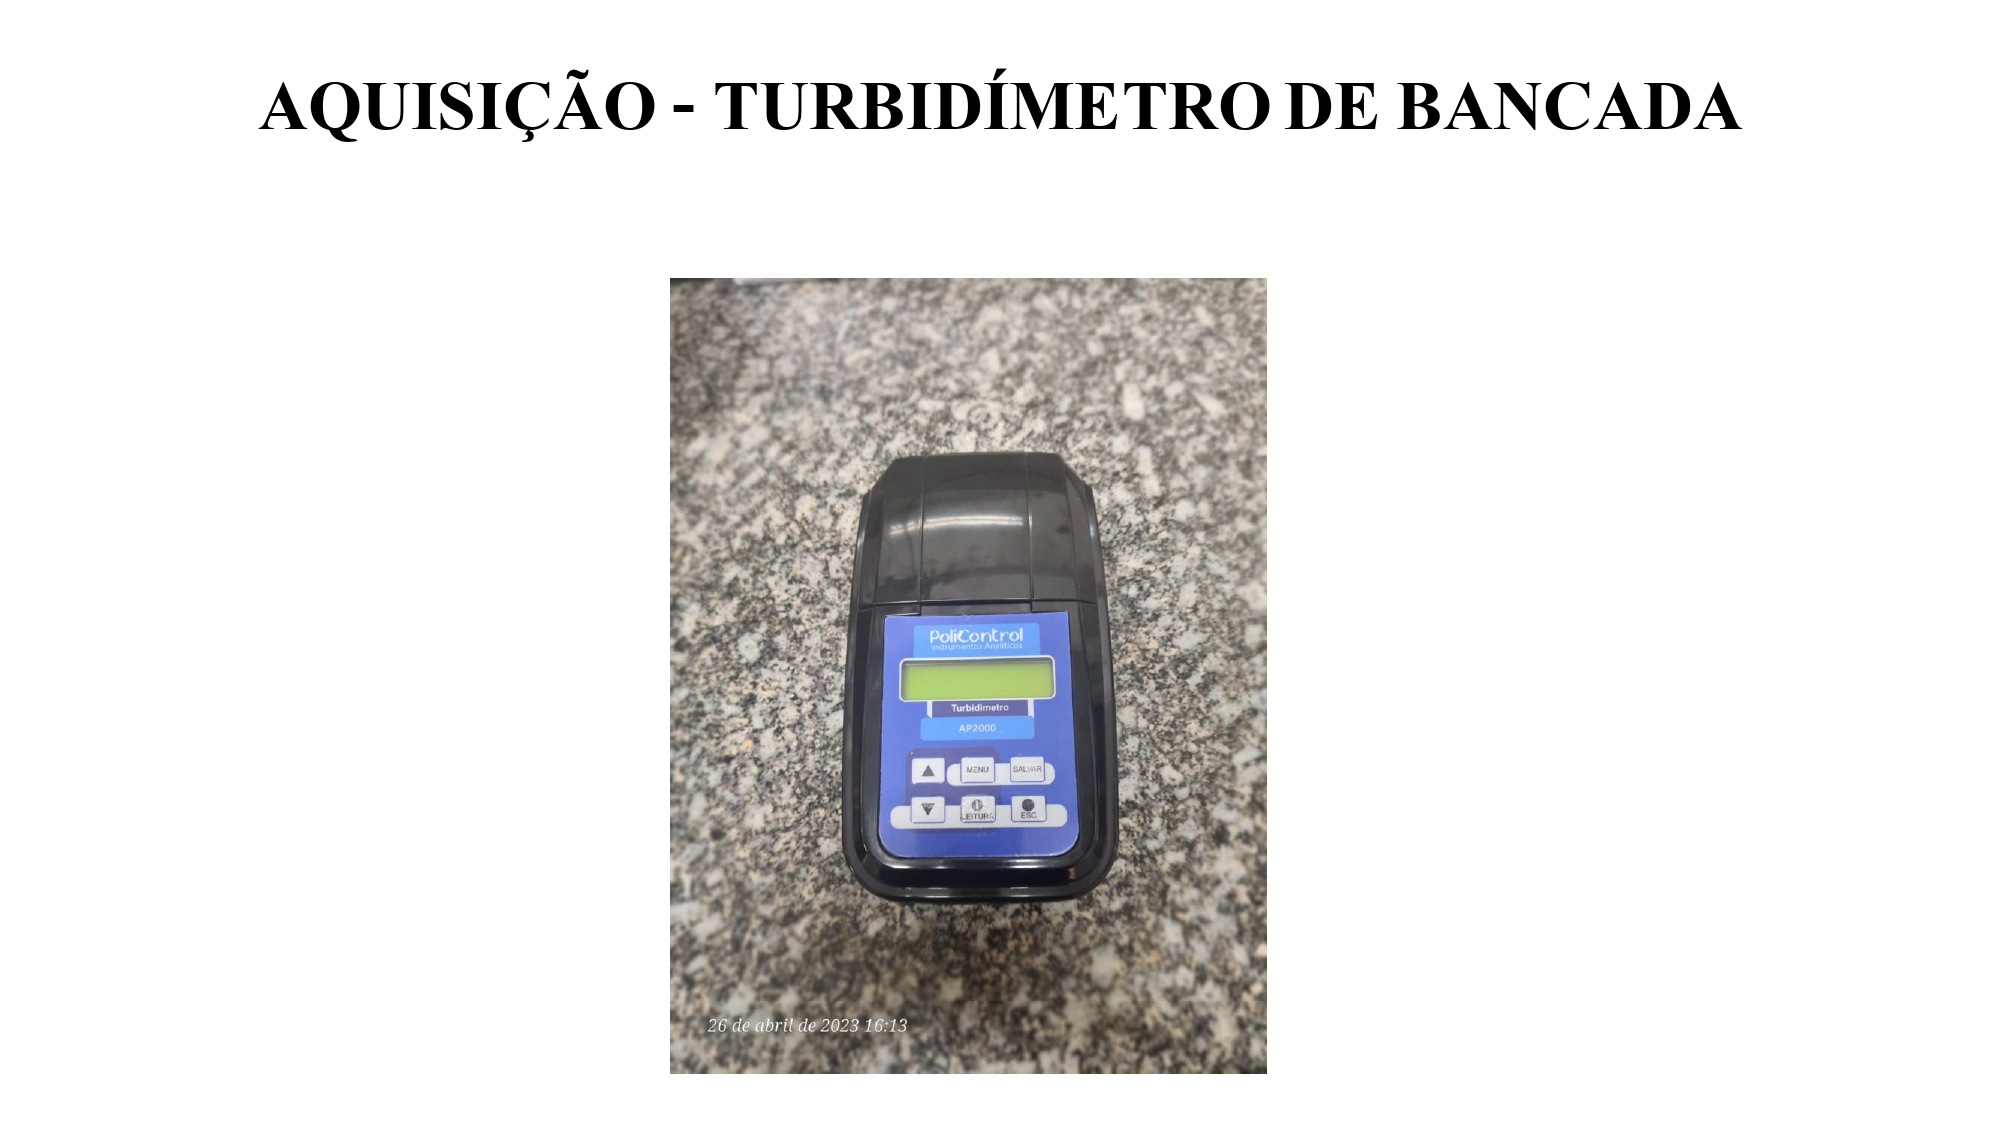 AQUISIÇÃO - TURBIDÍMETRO DE BANCADA
PoliControl
Instrumentos Analíticos
Turbidimetro
AP2000
MENU
SALVAR
LEITURA
ESC
26 de abril de 2023 16:13